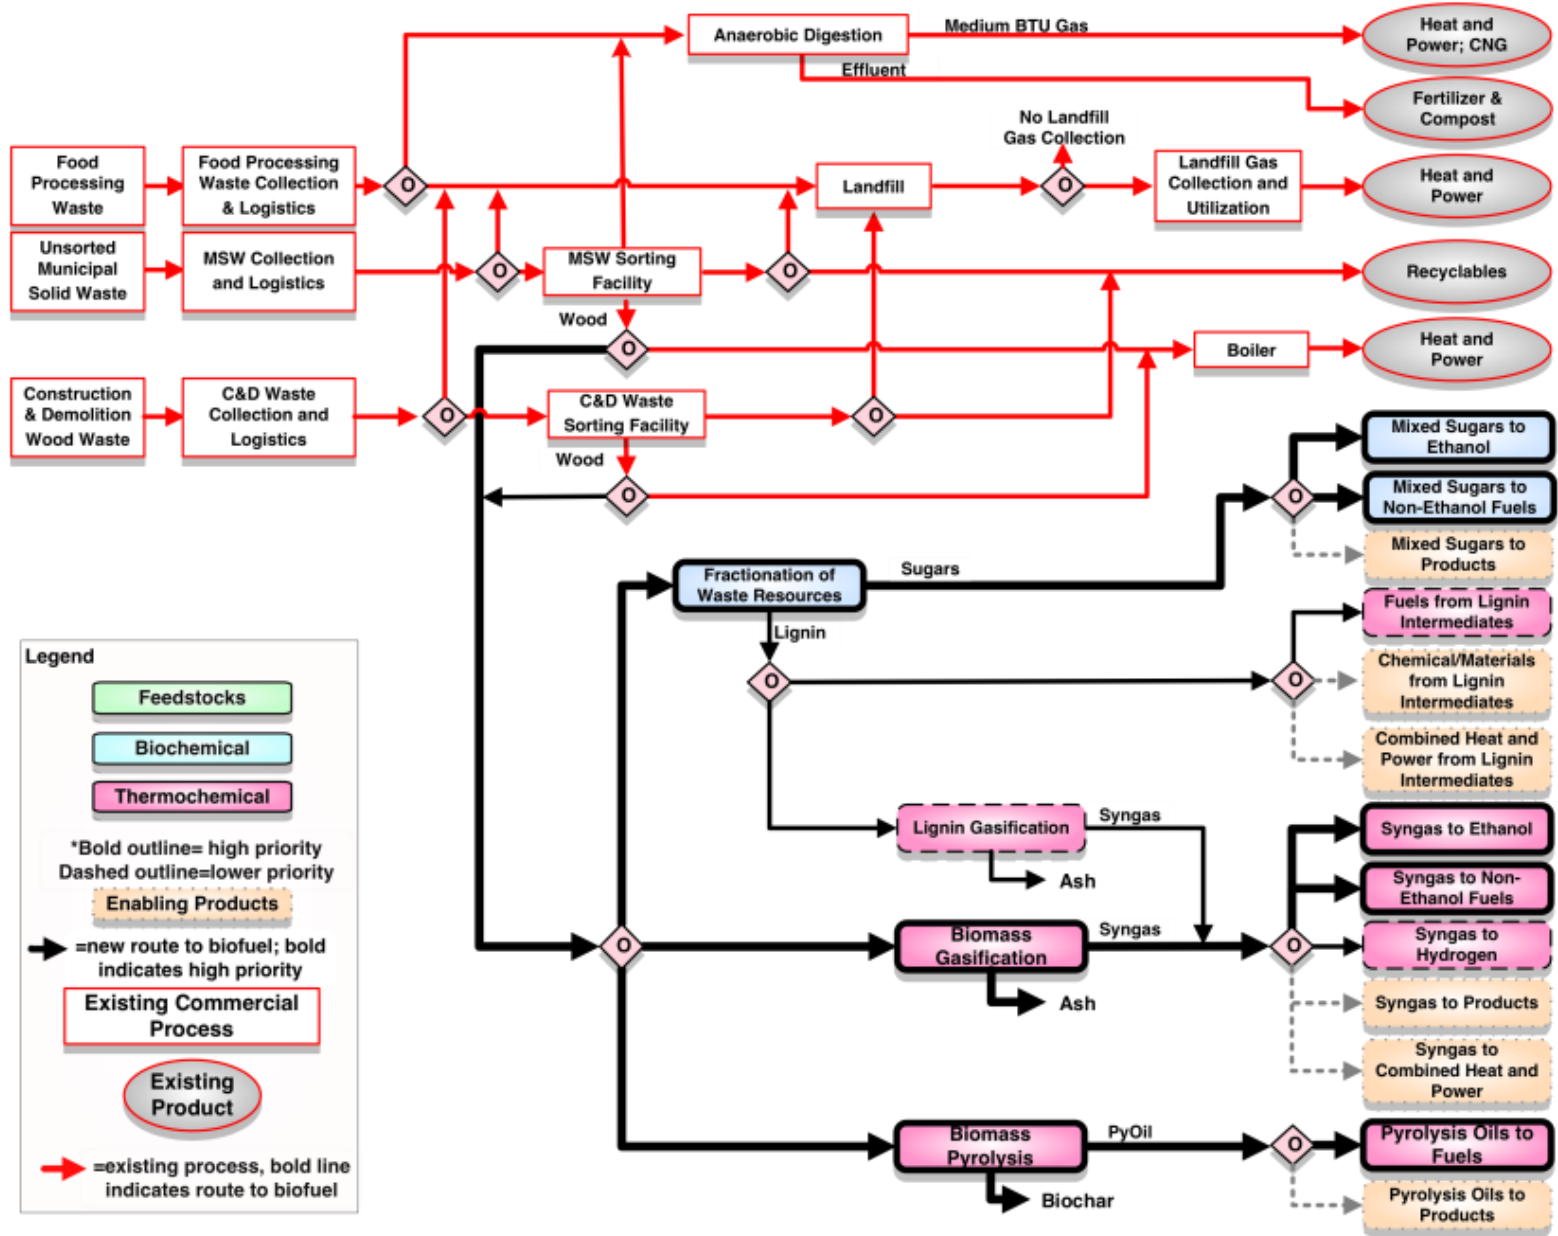 Anaerobic Digestion
Medium BTU Gas
Heat and
Power; CNG
Effluent
Fertilizer &
Compost
No Landfill
Gas Collection
Food
Processing
Waste
Food Processing
Waste Collection
& Logistics
O
Landfill
O
Landfill Gas
Collection and
Utilization
Heat and
Power
Unsorted
Municipal
Solid Waste
MSW Collection
and Logistics
O
MSW Sorting
Facility
O
Recyclables
Wood
O
Boiler
Heat and
Power
Construction
& Demolition
Wood Waste
C&D Waste
Collection and
Logistics
O
C&D Waste
Sorting Facility
O
Wood
O
Mixed Sugars to
Ethanol
O
Mixed Sugars to
Non-Ethanol Fuels
Mixed Sugars to
Products
Fractionation of
Waste Resources
Sugars
Lignin
O
O
Fuels from Lignin
Intermediates
Chemical/Materials
from Lignin
Intermediates
Combined Heat and
Power from Lignin
Intermediates
Lignin Gasification
Syngas
Ash
Syngas to Ethanol
Syngas to Non-
Ethanol Fuels
O
Biomass
Gasification
Syngas
O
Ash
Syngas to
Hydrogen
Syngas to Products
Syngas to
Combined Heat and
Power
Biomass
Pyrolysis
PyOil
O
Biochar
Pyrolysis Oils to
Fuels
Pyrolysis Oils to
Products
Legend
Feedstocks
Biochemical
Thermochemical
*Bold outline= high priority
Dashed outline=lower priority
Enabling Products
=new route to biofuel; bold
indicates high priority
Existing Commercial
Process
Existing
Product
=existing process, bold line
indicates route to biofuel